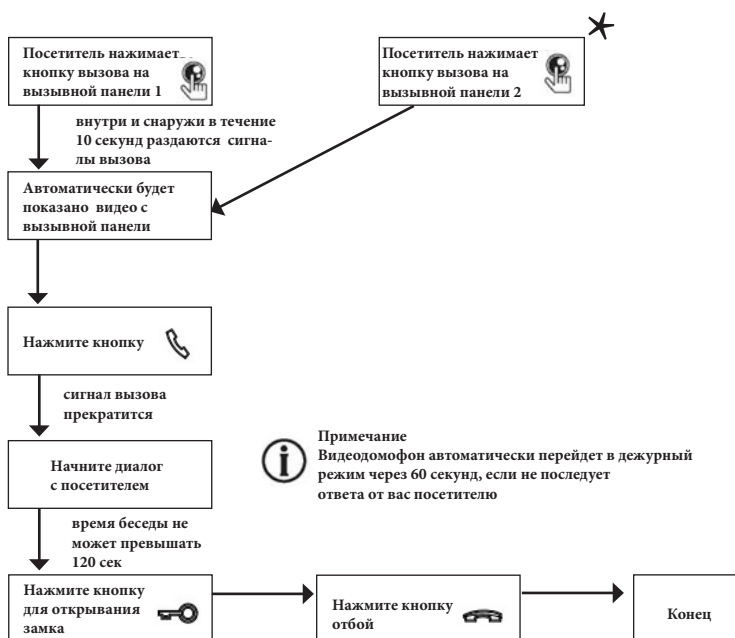 Посетитель нажимает
кнопку вызова на
вызывной панели 1
Посетитель нажимает
кнопку вызова на
вызывной панели 2
внутри и снаружи в течение
10 секунд раздаются сигна-
лы вызова
Автоматически будет
показано видео с
вызывной панели
Нажмите кнопку
сигнал вызова
прекратится
Начните диалог
с посетителем
Примечание
Видеодомофон автоматически перейдет в дежурный
режим через 60 секунд, если не последует
ответа от вас посетителю
время беседы не
может превышать
120 сек
Нажмите кнопку
для открывания
замка
Нажмите кнопку
отбой
Конец